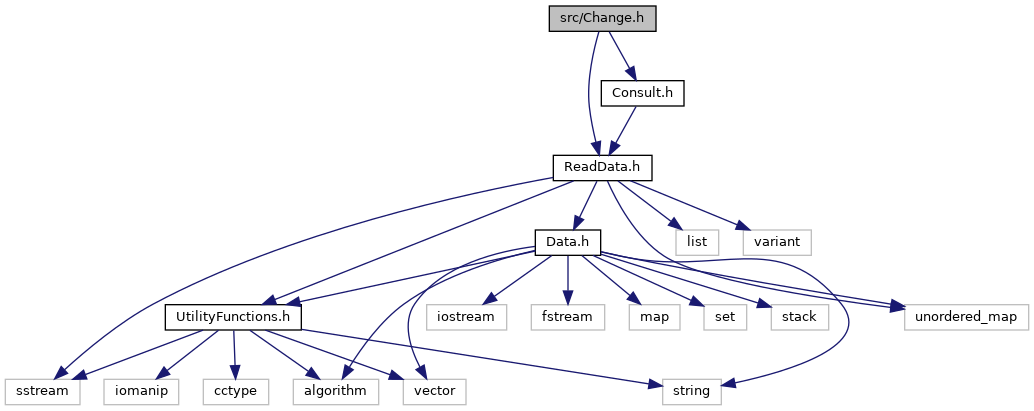 src/Change.h
Consult.h
ReadData.h
Data.h
list
variant
UtilityFunctions.h
iostream
fstream
map
set
stack
unordered_map
sstream
iomanip
cctype
algorithm
vector
string